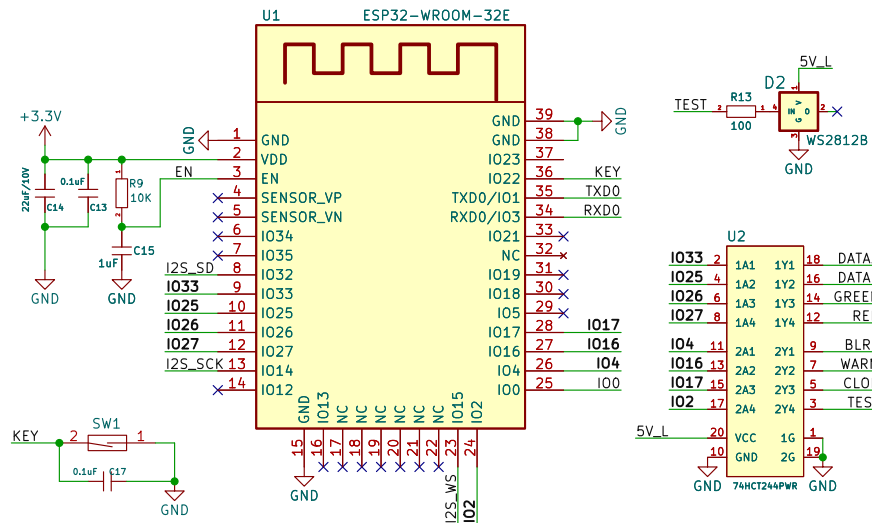 U1
ESP32-WROOM-32E
39 GND
38 GND
GND
GND 1 GND
2 VDD
EN 3 EN
4 SENSOR_VP
5 SENSOR_VN
6 IO34
7 IO35
I2S_SD 8 IO32
IO33 9 IO33
IO25 10 IO25
IO26 11 IO26
IO27 12 IO27
I2S_SCK 13 IO14
14 IO12
IO23 37
IO22 36 KEY
TXD0/IO1 35 TXD0
RXD0/IO3 34 RXD0
IO21 33
NC 32
IO19 31
IO18 30
IO5 29
IO17 28 IO17
IO16 27 IO16
IO4 26 IO4
IO0 25 IO0
GND IO13 NC NC NC NC NC NC IO15 IO2
15 16 17 18 19 20 21 22 23 24
GND
I2S_WS
IO2
+3.3V
22uF/10V
C14
0.1uF
C13
1
R9
10K
2
C15
1uF
GND
GND
KEY 2 SW1 1
0.1uF C17
GND
5V_L
D2
TEST 2 R13 1 4 IN V O 2
100
G
1
3
WS2812B
GND
U2
IO33 2 1A1 1Y1 18 DATA
IO25 4 1A2 1Y2 16 DATA
IO26 6 1A3 1Y3 14 GREE
IO27 8 1A4 1Y4 12 RE
IO4 11 2A1 2Y1 9 BLR
IO16 13 2A2 2Y2 7 WARN
IO17 15 2A3 2Y3 5 CLO
IO2 17 2A4 2Y4 3 TES
5V_L 20 VCC 1G 1
10 GND 2G 19
GND
74HCT244PWR
GND